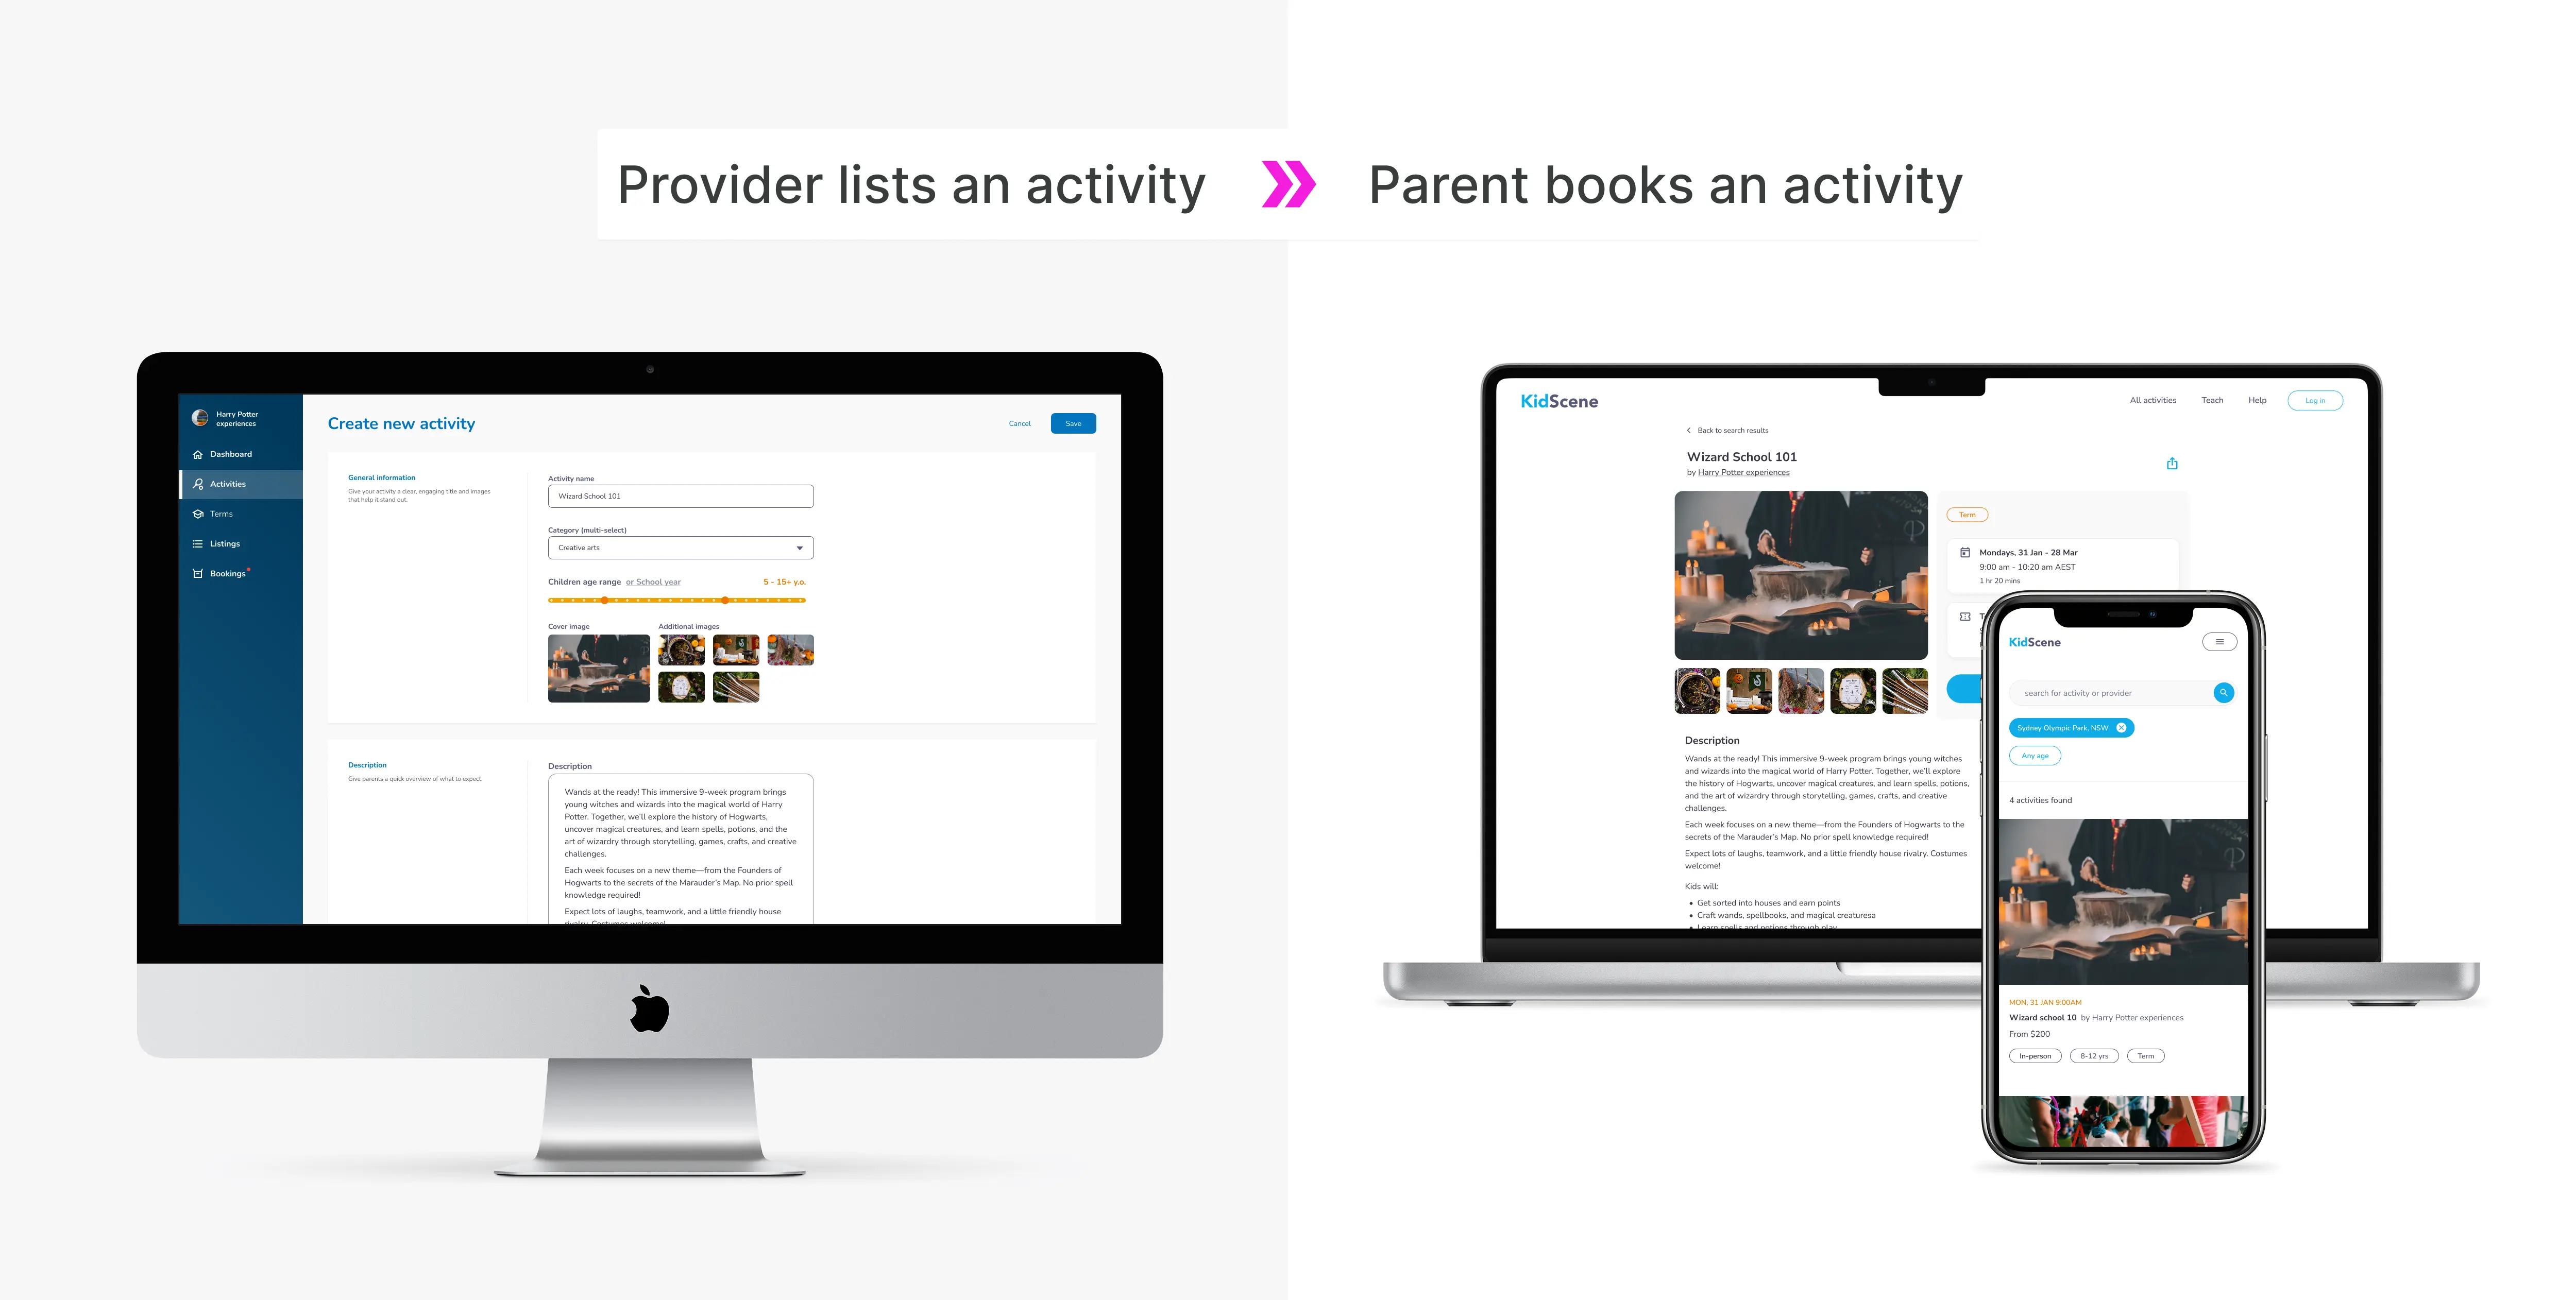 Provider lists an activity
Parent books an activity
Harry Potter
experiences
Dashboard
Activities
Terms
Listings
Bookings
Create new activity
Cancel
Save
General information
Give your activity a clear, engaging title and images
that help it stand out.
Activity name
Wizard School 101
Category (multi-select)
Creative arts
Children age range or School year
5 - 15+ y.o.
Cover image
Additional images
Description
Give parents a quick overview of what to expect.
Description
Wands at the ready! This immersive 9-week program brings
young witches and wizards into the magical world of Harry
Potter. Together, we'll explore the history of Hogwarts,
uncover magical creatures, and learn spells, potions, and the
art of wizardry through storytelling, games, crafts, and creative
challenges.
Each week focuses on a new theme—from the Founders of
Hogwarts to the secrets of the Marauder's Map. No prior spell
knowledge required!
Expect lots of laughs, teamwork, and a little friendly house
rivalry. Costumes welcome!
KidScene
All activities
Teach
Help
Log in
Back to search results
Wizard School 101
by Harry Potter experiences
Term
Mondays, 31 Jan - 28 Mar
9:00 am - 10:20 am AEST
1 hr 20 mins
Description
Wands at the ready! This immersive 9-week program brings young witches
and wizards into the magical world of Harry Potter. Together, we'll explore
the history of Hogwarts, uncover magical creatures, and learn spells, potions,
and the art of wizardry through storytelling, games, crafts, and creative
challenges.
Each week focuses on a new theme—from the Founders of Hogwarts to the
secrets of the Marauder's Map. No prior spell knowledge required!
Expect lots of laughs, teamwork, and a little friendly house rivalry. Costumes
welcome!
Kids will:
• Get sorted into houses and earn points
• Craft wands, spellbooks, and magical creaturesa
• Learn spells and potions through play
KidScene
search for activity or provider
Sydney Olympic Park, NSW
Any age
4 activities found
MON, 31 JAN 9:00AM
Wizard school 10 by Harry Potter experiences
From $200
In-person
8-12 yrs
Term